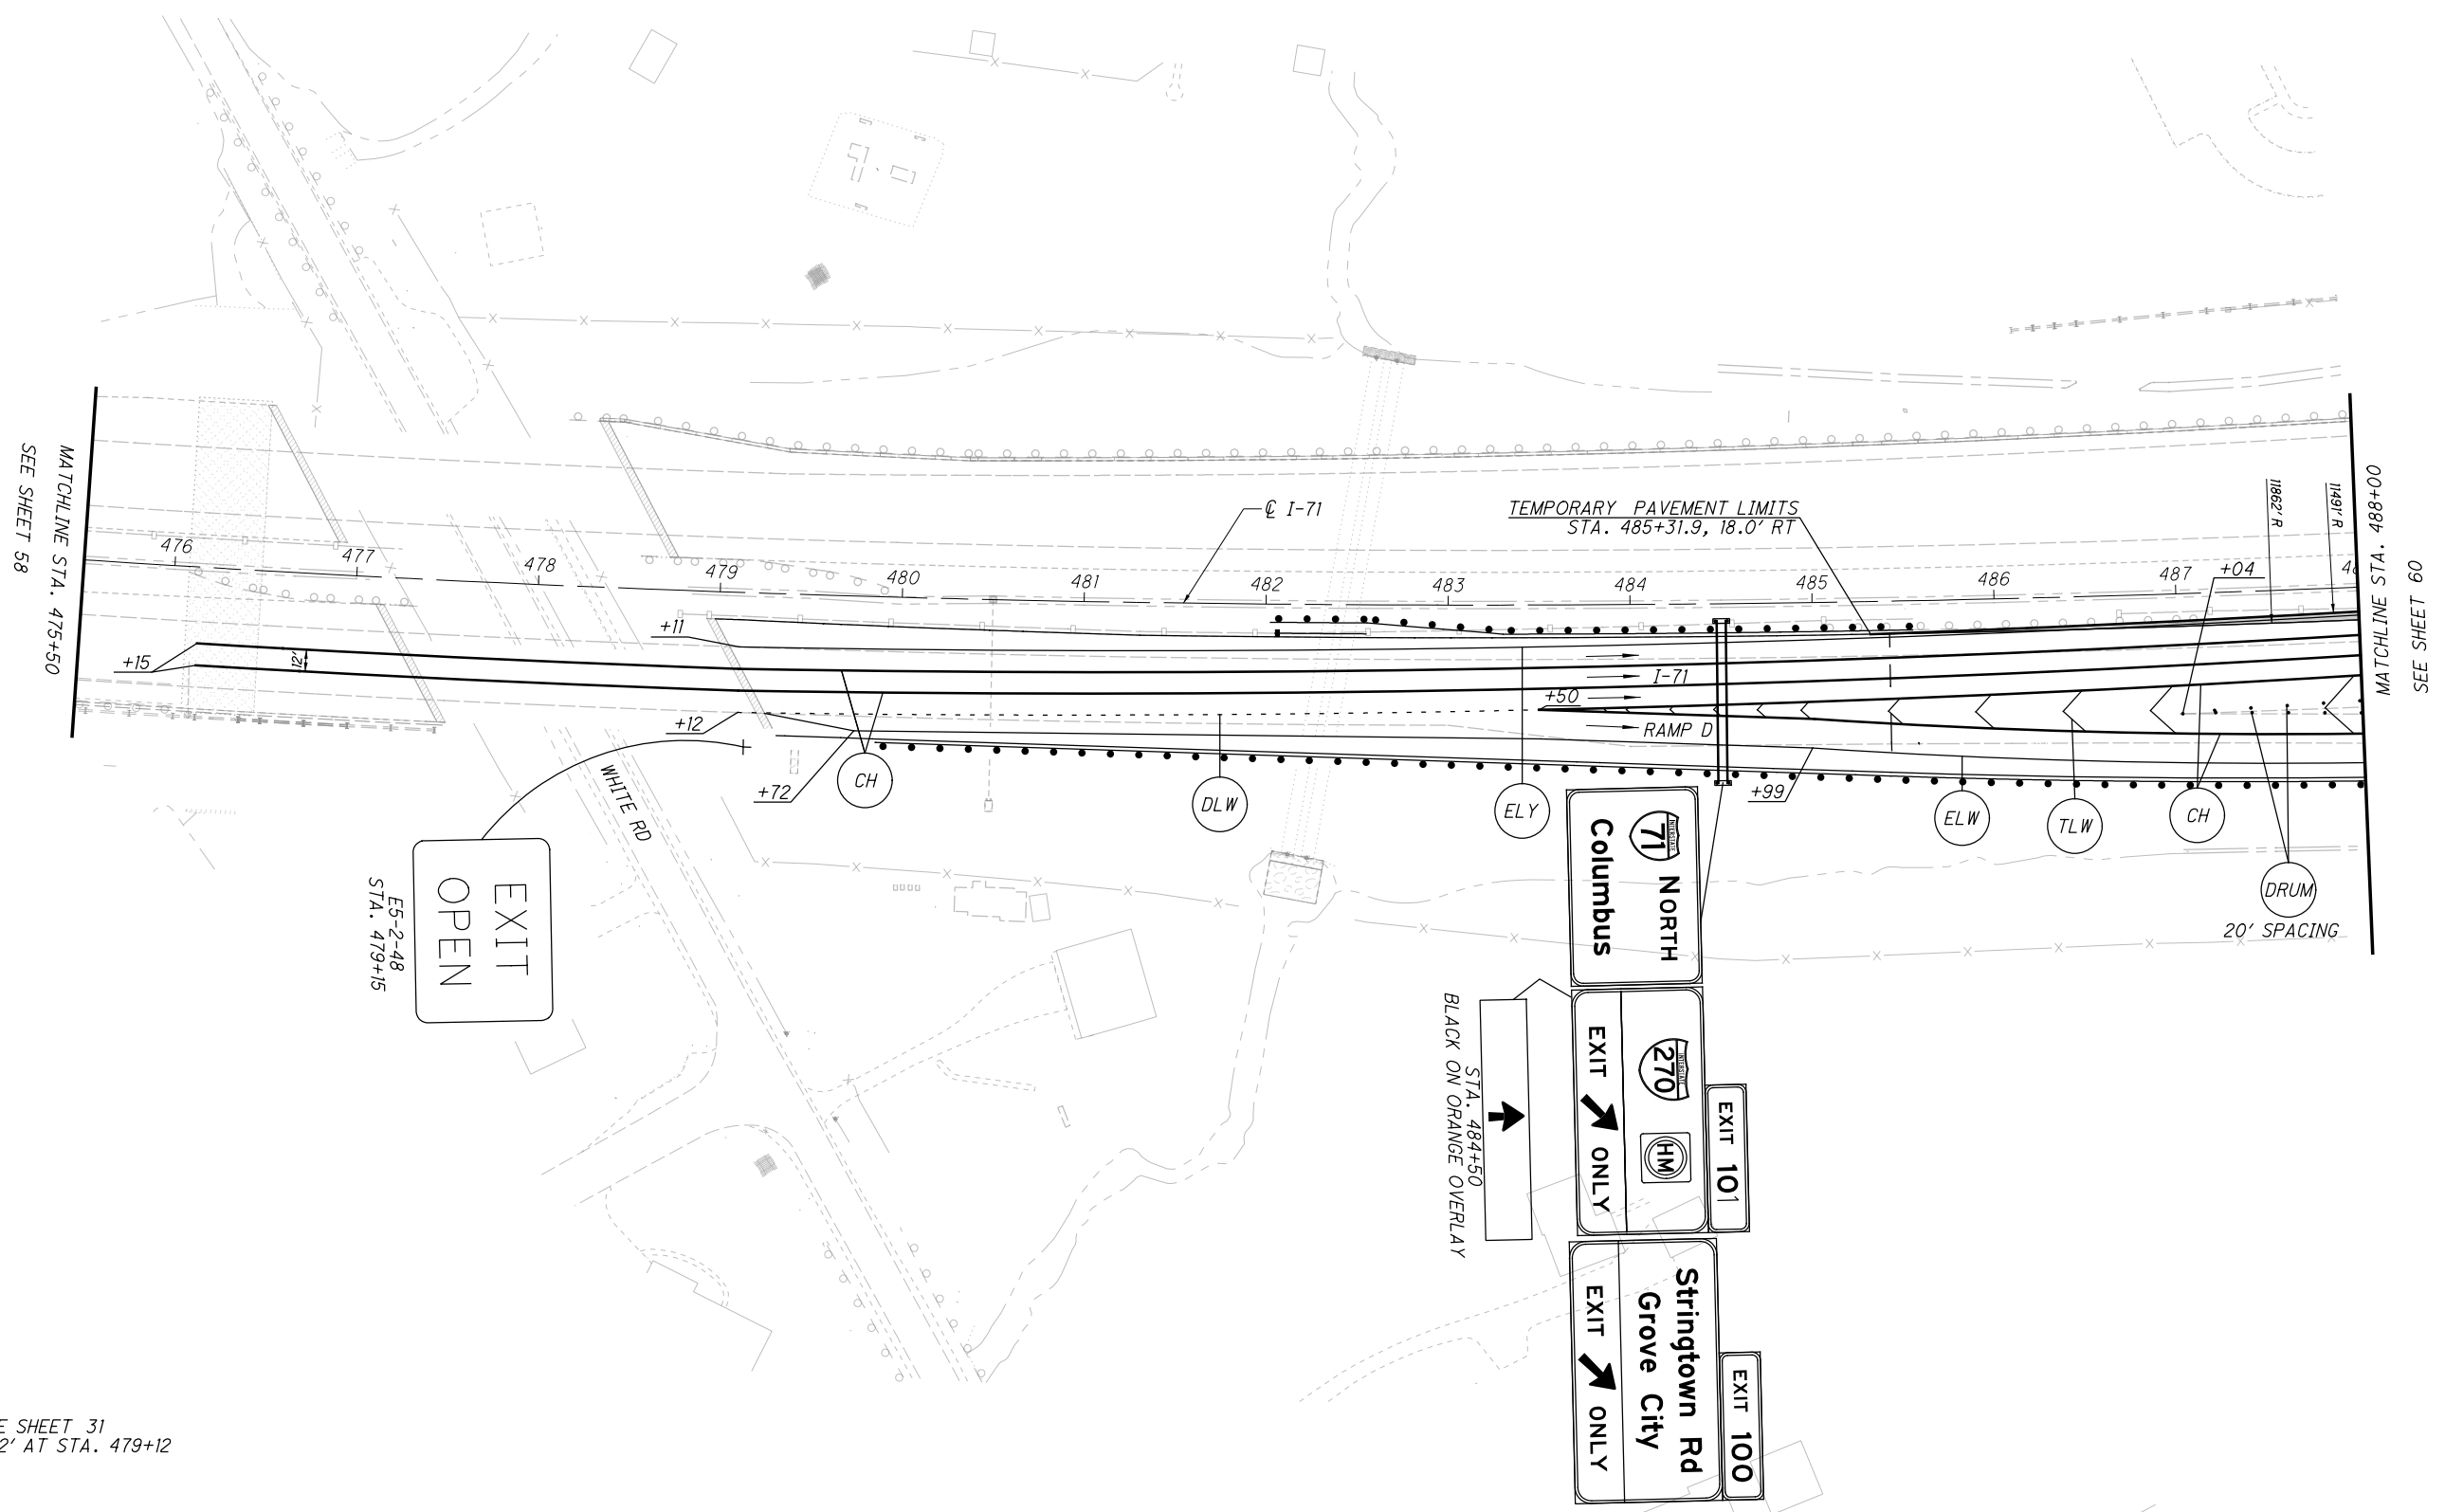 MATCHLINE STA. 475+50
SEE SHEET 58
MATCHLINE STA. 488+00
SEE SHEET 60
℄ I-71
TEMPORARY PAVEMENT LIMITS
STA. 485+31.9, 18.0' RT
11862' R
11491' R
476
477
478
479
480
481
482
483
484
485
486
487
+04
+11
+15
12'
+12
+72
+50
+99
I-71
RAMP D
WHITE RD
CH
DLW
ELY
ELW
TLW
CH
DRUM
20' SPACING
EXIT
OPEN
E5-2-48
STA. 479+15
INTERSTATE
71
NORTH
Columbus
EXIT 101
INTERSTATE
270
HM
EXIT ONLY
EXIT 100
Stringtown Rd
Grove City
EXIT ONLY
STA. 484+50
BLACK ON ORANGE OVERLAY
E SHEET 31
2' AT STA. 479+12